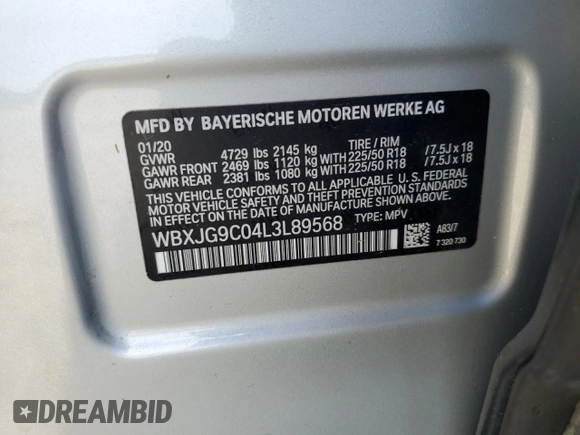 MFD BY BAYERISCHE MOTOREN WERKE AG
01/20 TIRE / RIM
GVWR 4729 lbs 2145 kg
GAWR FRONT 2469 lbs 1120 kg WITH 225/50 R18 /7.5J x 18
GAWR REAR 2381 lbs 1080 kg WITH 225/50 R18 /7.5J x 18
THIS VEHICLE CONFORMS TO ALL APPLICABLE U. S. FEDERAL
MOTOR VEHICLE SAFETY AND THEFT PREVENTION STANDARDS
IN EFFECT ON THE DATE OF MANUFACTURE SHOWN ABOVE.
WBXJG9C04L3L89568 TYPE: MPV
A83/7
7 320 730
DREAMBID